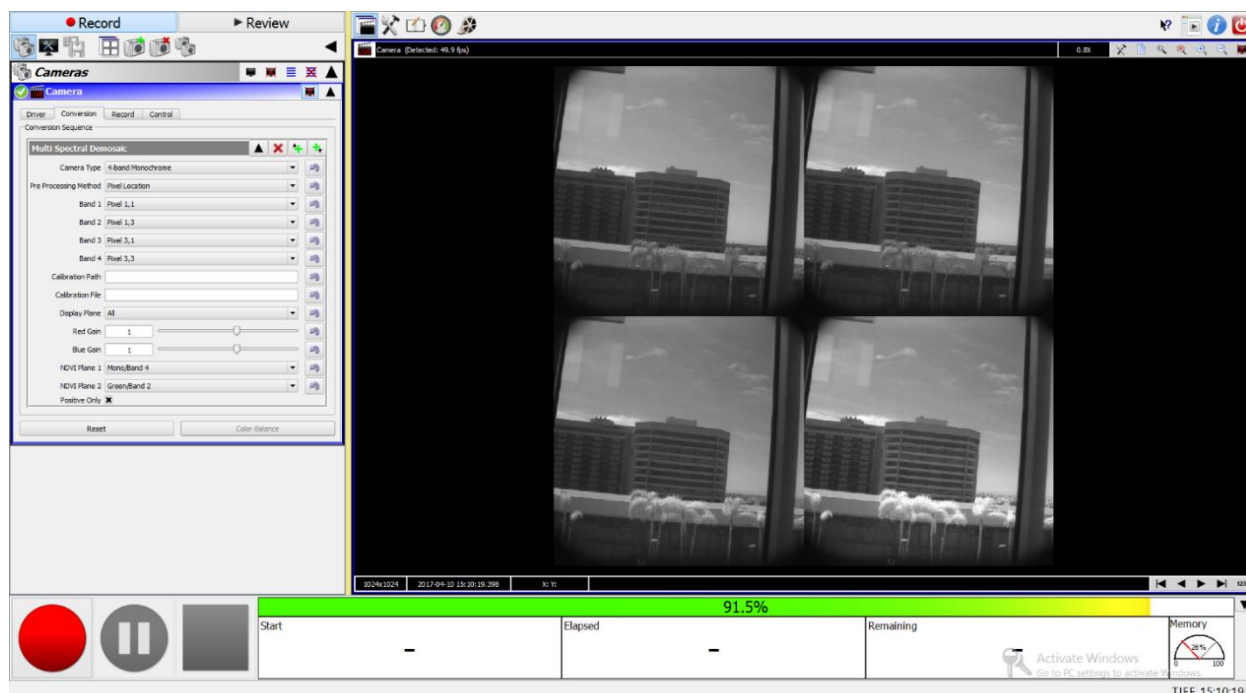 Record
Review
Cameras
Camera
Driver Conversion Record Control
Conversion Sequence
Multi Spectral Demosaic
Camera Type 4-band Monochrome
Pre Processing Method Pixel Location
Band 1 Pixel 1,1
Band 2 Pixel 1,3
Band 3 Pixel 3,1
Band 4 Pixel 3,3
Calibration Path
Calibration File
Display Plane All
Red Gain 1
Blue Gain 1
NDVI Plane 1 Mono/Band 4
NDVI Plane 2 Green/Band 2
Positive Only
Reset Color Balance
Camera (Detected: 49.9 fps) 0.8X
1024x1024 2017-04-10 15:10:19.398 X: Y: 123
91.5%
Start Elapsed Remaining Memory
- - -
26%
0 100
Activate Windows
Go to PC settings to activate Windows.
TIFF 15:10:19